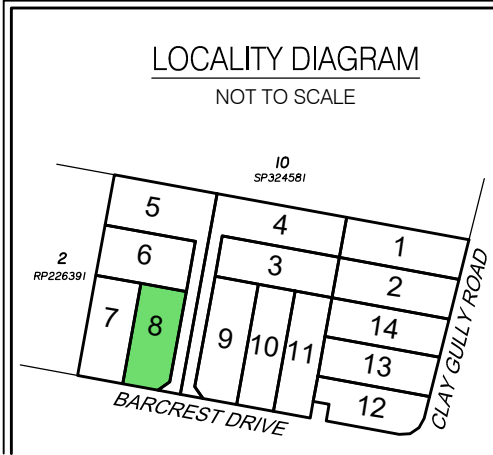 LOCALITY DIAGRAM
NOT TO SCALE
10
SP324581
5
4
1
6
3
2
2
RP226391
14
7
8
9
10
11
13
12
BARCREST DRIVE
CLAY GULLY ROAD